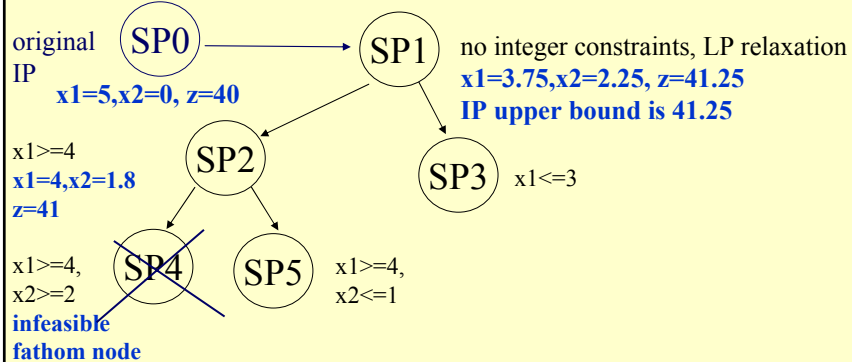 original
IP
SP0
x1=5,x2=0, z=40
SP1
no integer constraints, LP relaxation
x1=3.75,x2=2.25, z=41.25
IP upper bound is 41.25
x1>=4
x1=4,x2=1.8
z=41
SP2
SP3
x1<=3
x1>=4,
x2>=2
infeasible
fathom node
SP4
SP5
x1>=4,
x2<=1